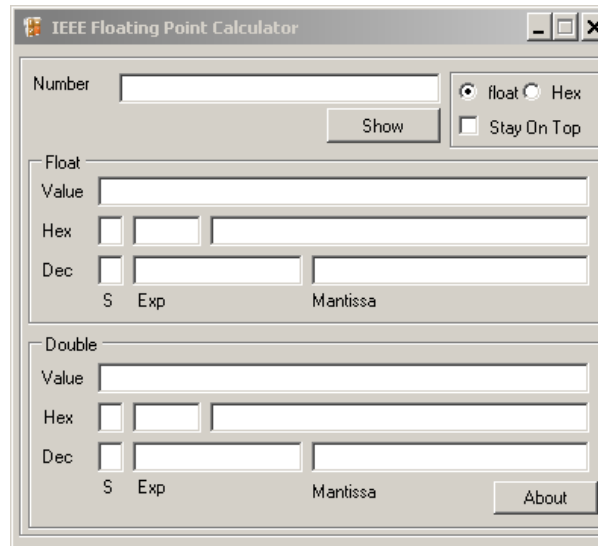 IEEE Floating Point Calculator
Number
float Hex
Show
Stay On Top
Float
Value
Hex
Dec
S Exp Mantissa
Double
Value
Hex
Dec
S Exp Mantissa
About